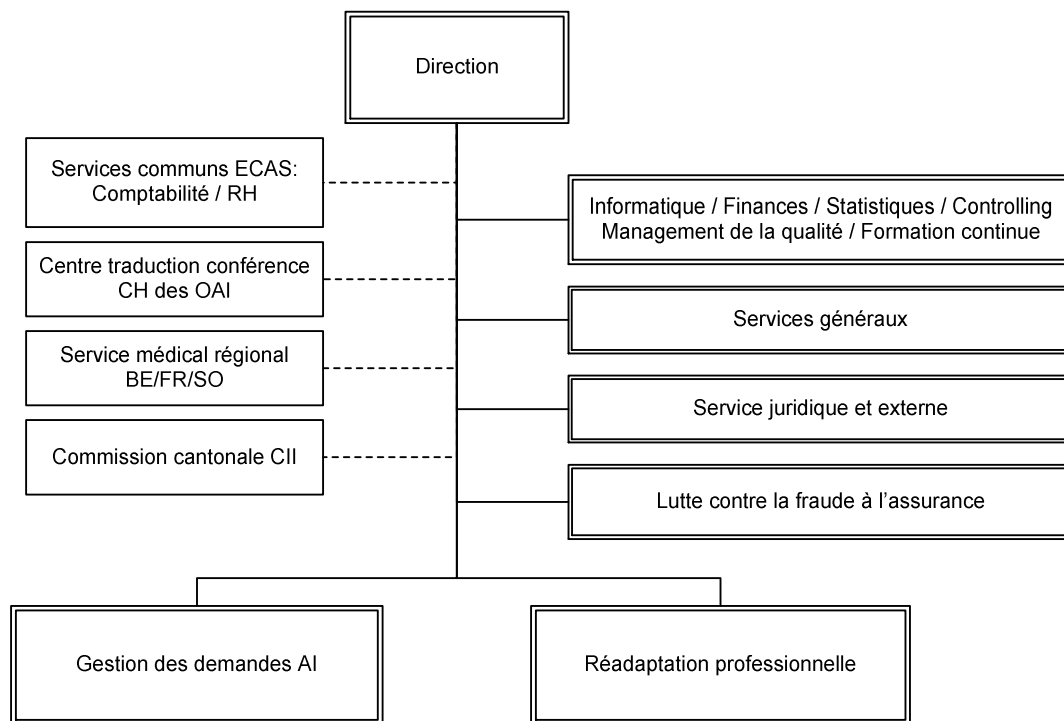 Direction
Services communs ECAS:
Comptabilité / RH
Informatique / Finances / Statistiques / Controlling
Management de la qualité / Formation continue
Centre traduction conférence
CH des OAI
Services généraux
Service médical régional
BE/FR/SO
Service juridique et externe
Commission cantonale CII
Lutte contre la fraude à l’assurance
Gestion des demandes AI
Réadaptation professionnelle